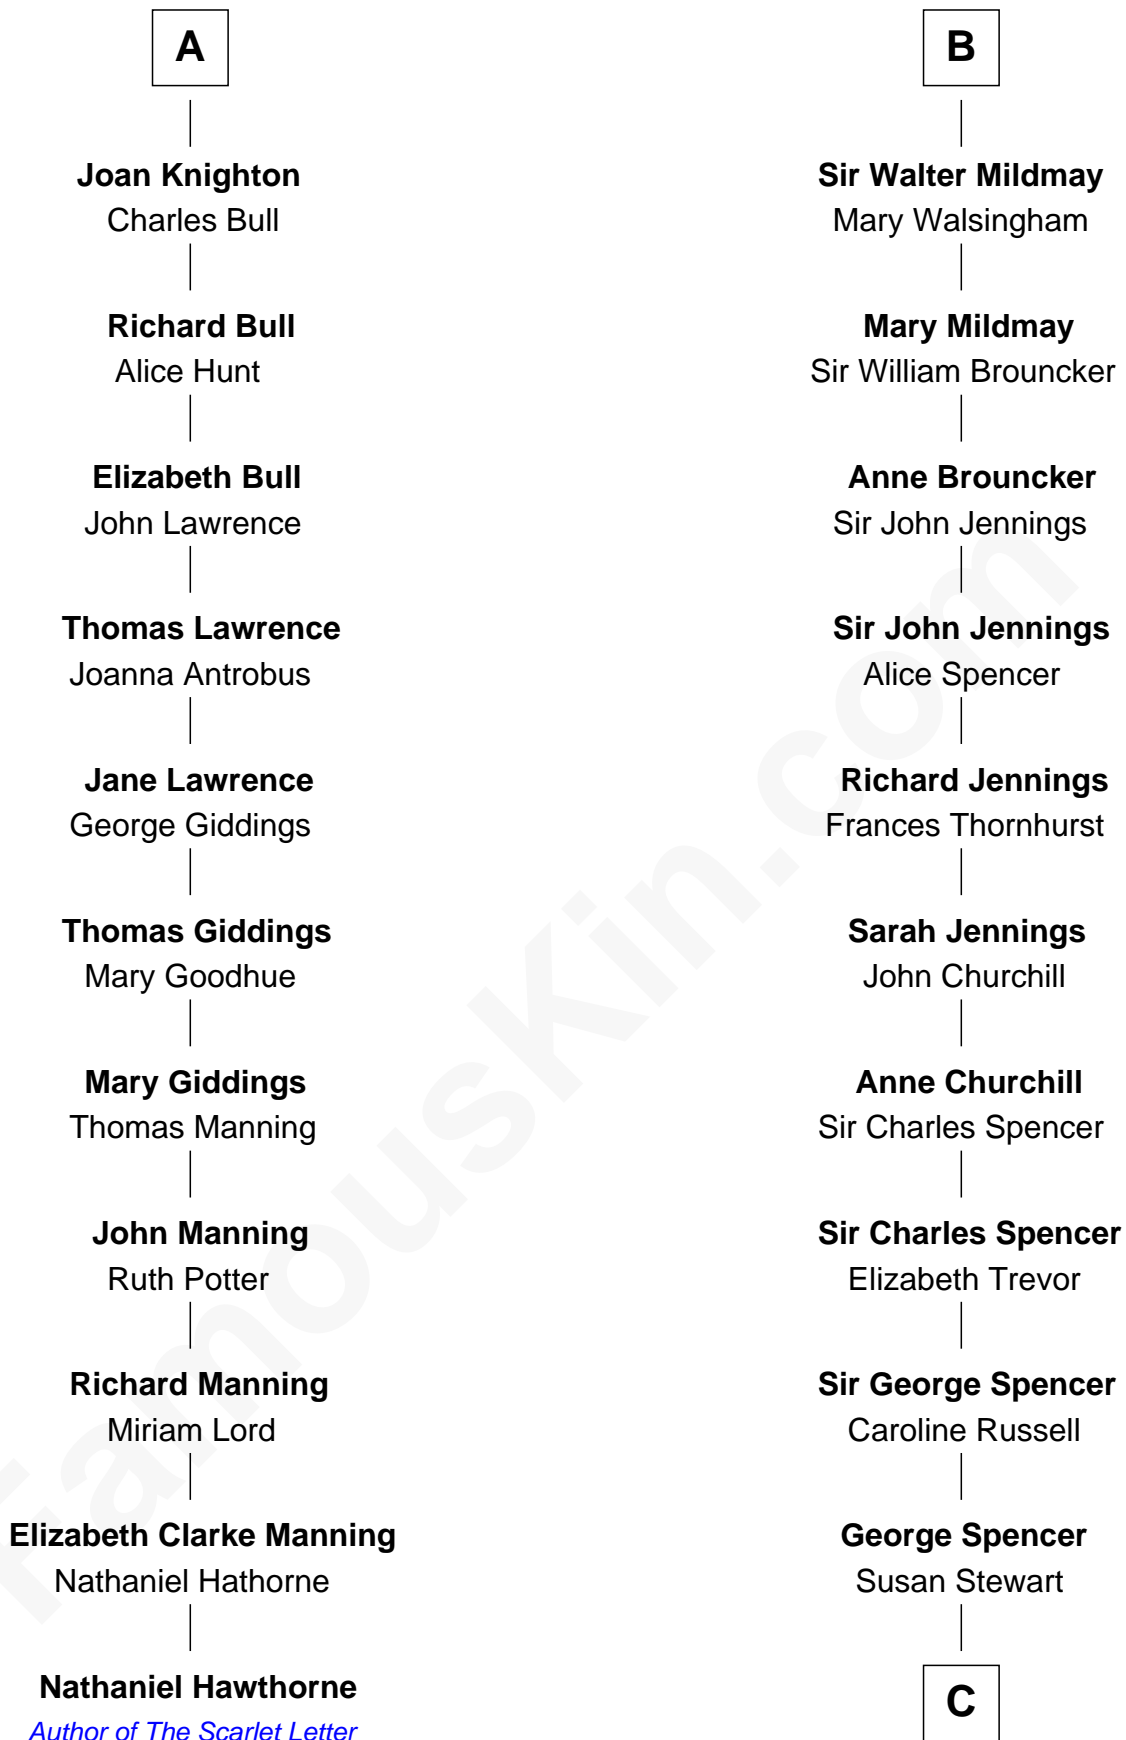 A
Joan Knighton
Charles Bull
Richard Bull
Alice Hunt
Elizabeth Bull
John Lawrence
Thomas Lawrence
Joanna Antrobus
Jane Lawrence
George Giddings
Thomas Giddings
Mary Goodhue
Mary Giddings
Thomas Manning
John Manning
Ruth Potter
Richard Manning
Miriam Lord
Elizabeth Clarke Manning
Nathaniel Hathorne
Nathaniel Hawthorne
Author of The Scarlet Letter
B
Sir Walter Mildmay
Mary Walsingham
Mary Mildmay
Sir William Brouncker
Anne Brouncker
Sir John Jennings
Sir John Jennings
Alice Spencer
Richard Jennings
Frances Thornhurst
Sarah Jennings
John Churchill
Anne Churchill
Sir Charles Spencer
Sir Charles Spencer
Elizabeth Trevor
Sir George Spencer
Caroline Russell
George Spencer
Susan Stewart
C
FamousKin.com